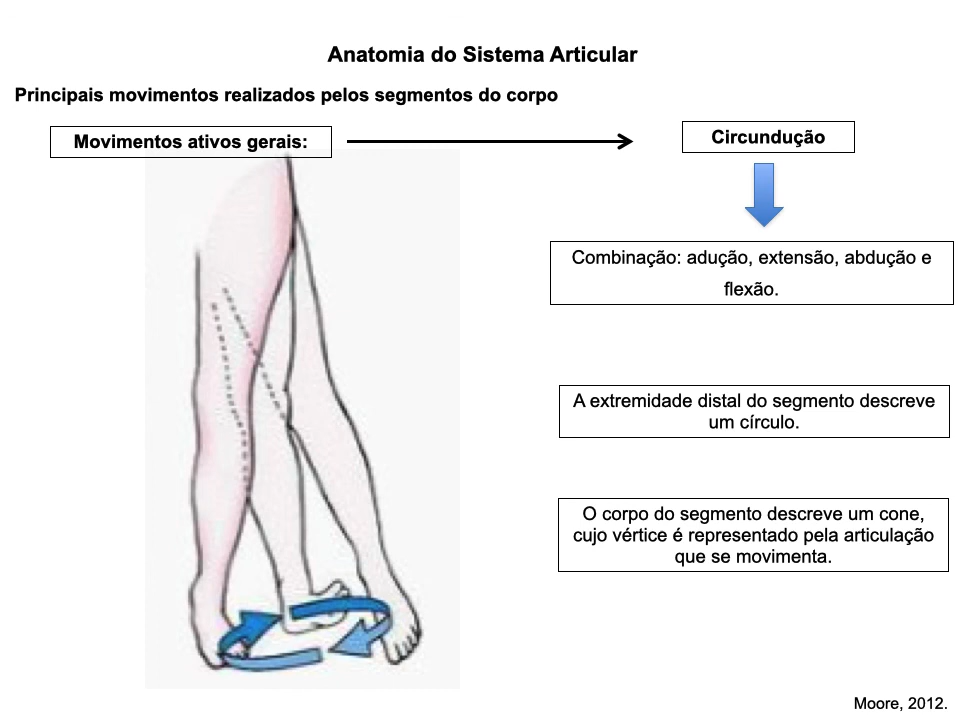 Anatomia do Sistema Articular
Principais movimentos realizados pelos segmentos do corpo
Movimentos ativos gerais:
Circundução
Combinação: adução, extensão, abdução e
flexão.
A extremidade distal do segmento descreve
um círculo.
O corpo do segmento descreve um cone,
cujo vértice é representado pela articulação
que se movimenta.
Moore, 2012.